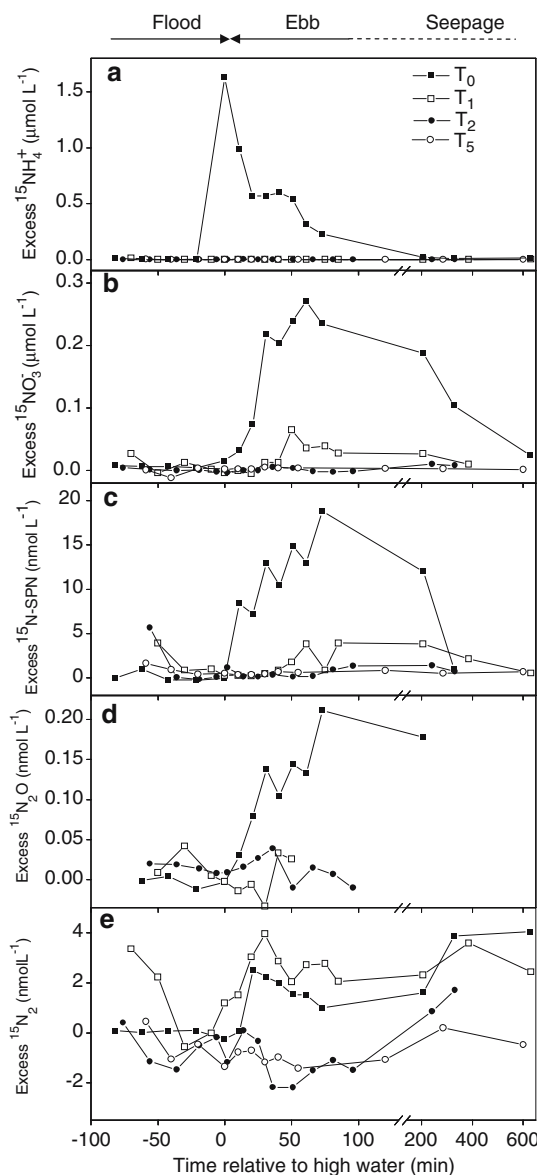 Flood Ebb Seepage
a
T0
T1
T2
T5
Excess 15NH4+ (μmol L-1)
1.5
1.0
0.5
0.0
b
Excess 15NO3- (μmol L-1)
0.3
0.2
0.1
0.0
c
Excess 15N-SPN (nmol L-1)
20
15
10
5
0
d
Excess 15N2O (nmol L-1)
0.20
0.15
0.10
0.05
0.00
e
Excess 15N2 (nmolL-1)
4
2
0
-2
-100 -50 0 50 100 200 400 600
Time relative to high water (min)